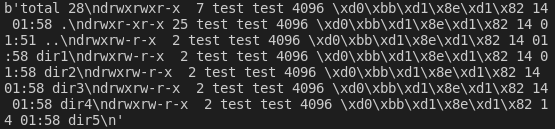 b'total 28\ndrwxrwxr-x  7 test test 4096 \xd0\xbb\xd1\x8e\xd1\x82 14
 01:58 .\ndrwxr-xr-x 25 test test 4096 \xd0\xbb\xd1\x8e\xd1\x82 14 0
1:51 ..\ndrwxrw-r-x  2 test test 4096 \xd0\xbb\xd1\x8e\xd1\x82 14 01
:58 dir1\ndrwxrw-r-x  2 test test 4096 \xd0\xbb\xd1\x8e\xd1\x82 14 0
1:58 dir2\ndrwxrw-r-x  2 test test 4096 \xd0\xbb\xd1\x8e\xd1\x82 14
01:58 dir3\ndrwxrw-r-x  2 test test 4096 \xd0\xbb\xd1\x8e\xd1\x82 14
 01:58 dir4\ndrwxrw-r-x  2 test test 4096 \xd0\xbb\xd1\x8e\xd1\x82 1
4 01:58 dir5\n'